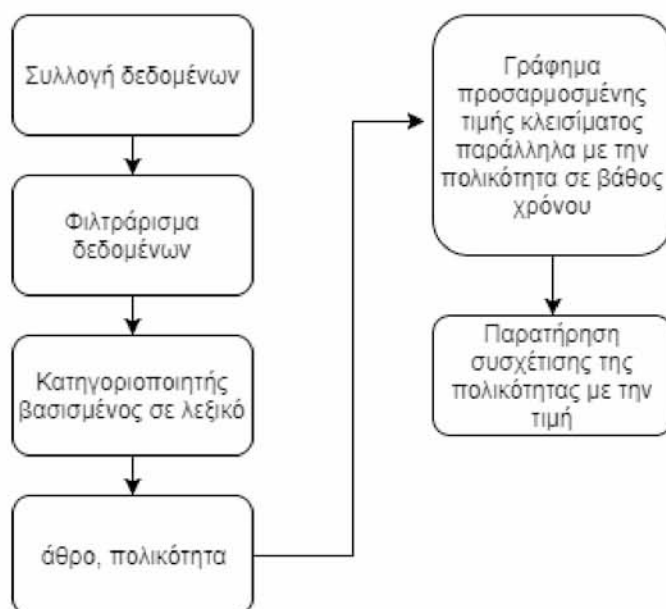 Συλλογή δεδομένων
Φιλτράρισμα
δεδομένων
Κατηγοριοποιητής
βασισμένος σε λεξικό
άθρο, πολικότητα
Γράφημα
προσαρμοσμένης
τιμής κλεισίματος
παράλληλα με την
πολικότητα σε βάθος
χρόνου
Παρατήρηση
συσχέτισης της
πολικότητας με την
τιμή